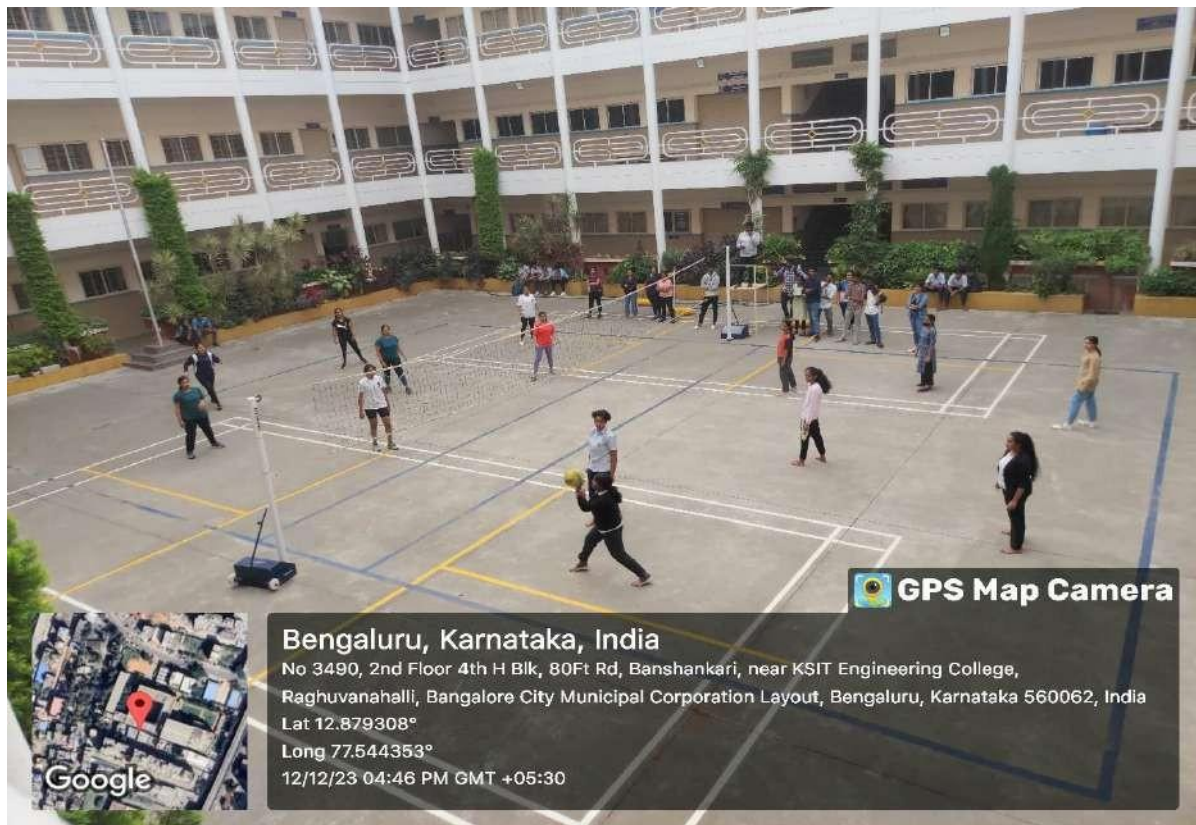 GPS Map Camera
Bengaluru, Karnataka, India
No 3490, 2nd Floor 4th H Blk, 80Ft Rd, Banshankari, near KSIT Engineering College,
Raghuvanahalli, Bangalore City Municipal Corporation Layout, Bengaluru, Karnataka 560062, India
Lat 12.879308°
Long 77.544353°
12/12/23 04:46 PM GMT +05:30
Google